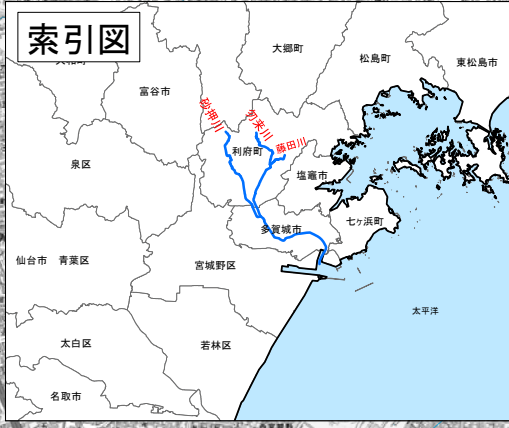 索引図
大郷町
松島町
東松島市
富谷市
砂押川
勿来川
藤田川
利府町
塩竈市
泉区
七ヶ浜町
多賀城市
仙台市 青葉区
宮城野区
太平洋
太白区
若林区
名取市